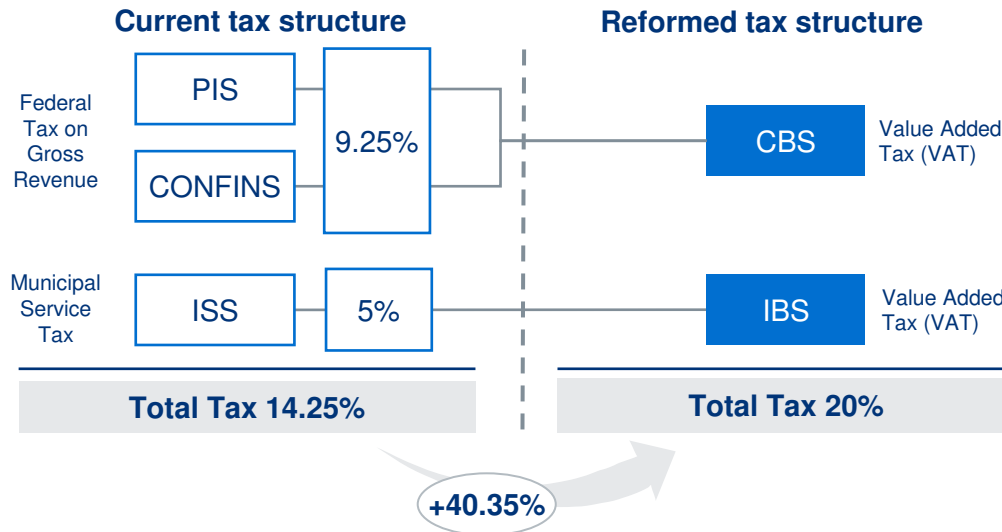 Current tax structure
Reformed tax structure
Federal
Tax on
Gross
Revenue
PIS
CONFINS
9.25%
CBS
Value Added
Tax (VAT)
Municipal
Service
Tax
ISS
5%
IBS
Value Added
Tax (VAT)
Total Tax 14.25%
Total Tax 20%
+40.35%